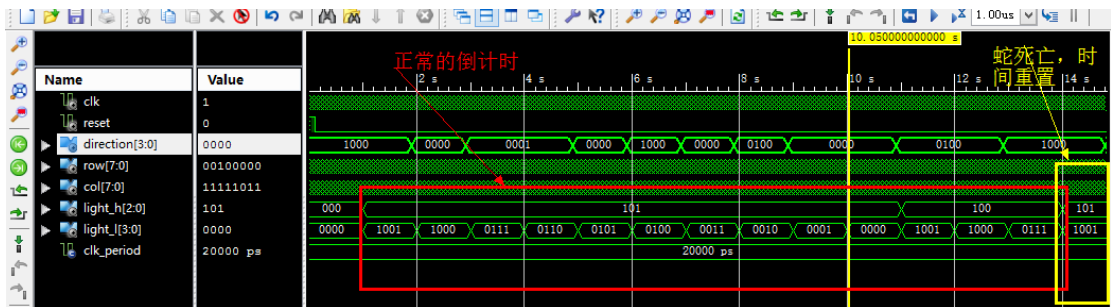 1.00us
10.050000000000 s
正常的倒计时
蛇死亡，时
间重置
Name Value
2 s 4 s 6 s 8 s 10 s 12 s 14 s
clk 1
reset 0
direction[3:0] 0000 1000 0000 0001 0000 1000 0000 0100 0000 0100 1000
row[7:0] 00100000
col[7:0] 11111011
light_h[2:0] 101 000 101 100 101
light_l[3:0] 0000 0000 1001 1000 0111 0110 0101 0100 0011 0010 0001 0000 1001 1000 0111 1001
clk_period 20000 ps 20000 ps